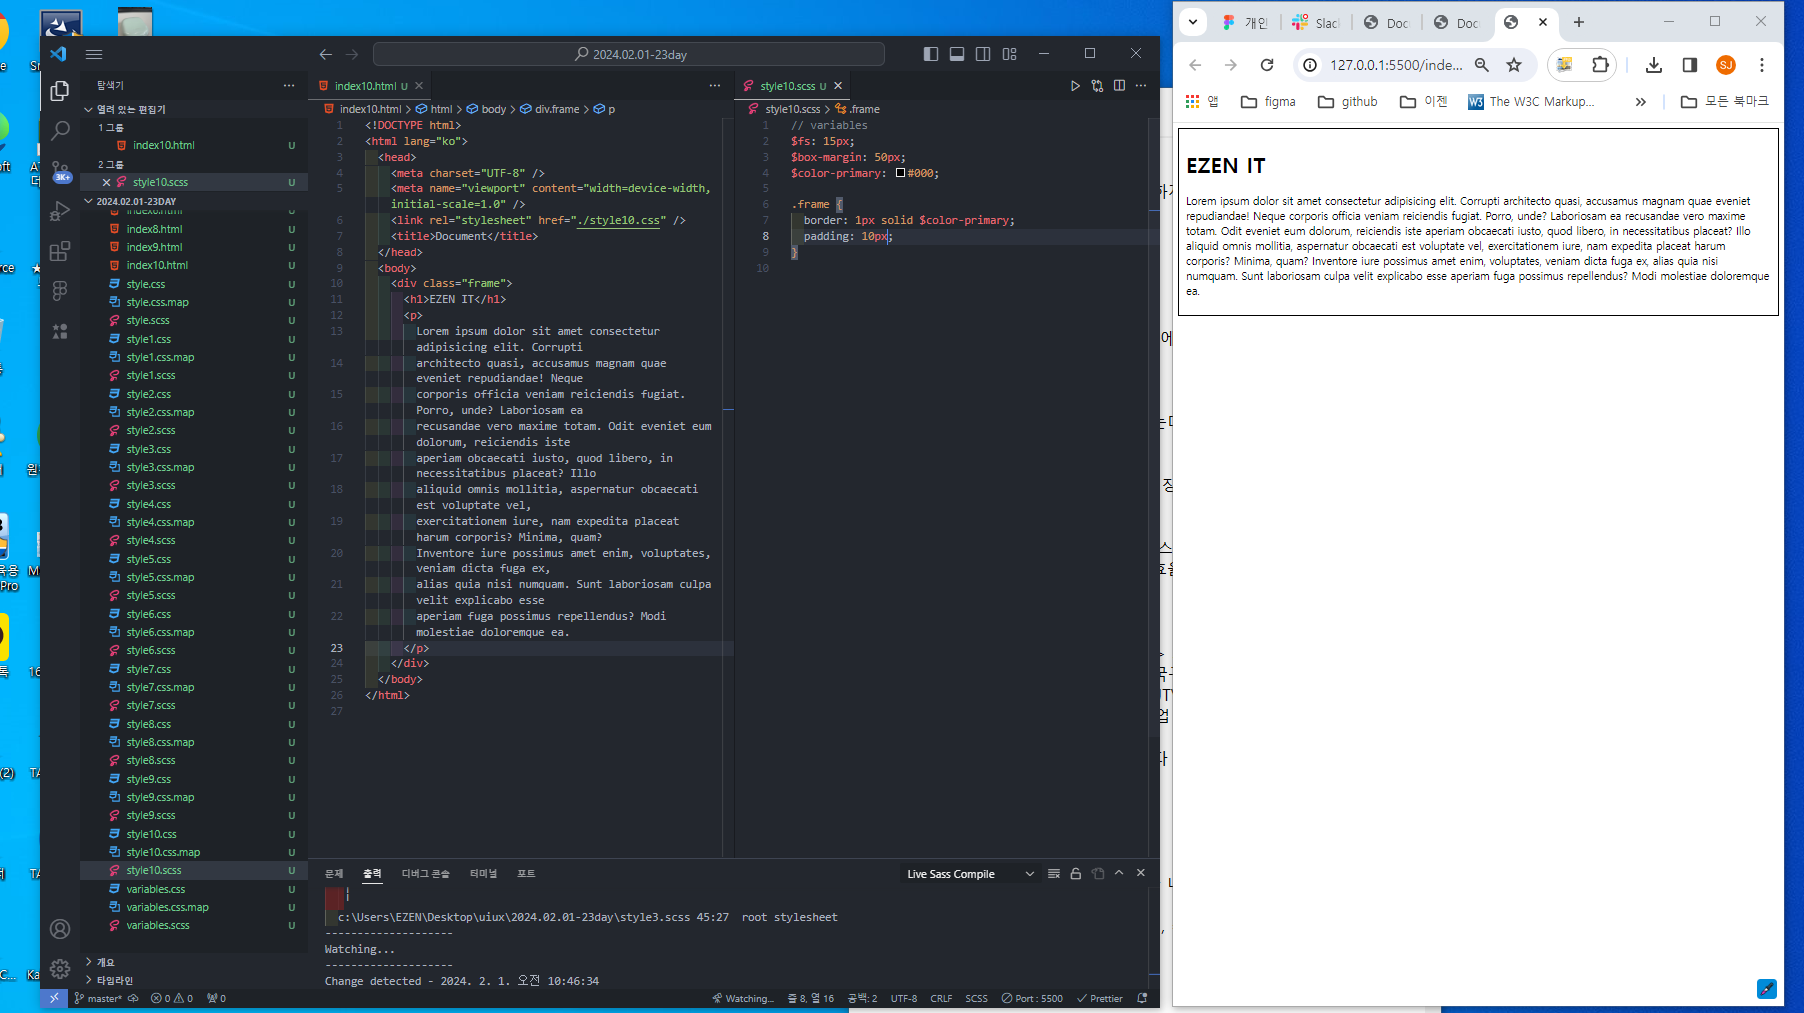 2024.02.01-23day
탐색기
열려 있는 편집기
1 그룹
index10.html U
2 그룹
style10.scss U
2024.02.01-23DAY
index8.html U
index9.html U
index10.html U
style.css U
style.css.map U
style.scss U
style1.css U
style1.css.map U
style1.scss U
style2.css U
style2.css.map U
style2.scss U
style3.css U
style3.css.map U
style3.scss U
style4.css U
style4.css.map U
style4.scss U
style5.css U
style5.css.map U
style5.scss U
style6.css U
style6.css.map U
style6.scss U
style7.css U
style7.css.map U
style7.scss U
style8.css U
style8.css.map U
style8.scss U
style9.css U
style9.css.map U
style9.scss U
style10.css U
style10.css.map U
style10.scss U
variables.css U
variables.css.map U
variables.scss U
개요
타임라인
3K+
index10.html U
index10.html > html > body > div.frame > p
1 <!DOCTYPE html>
2 <html lang="ko">
3 <head>
4 <meta charset="UTF-8" />
5 <meta name="viewport" content="width=device-width,
initial-scale=1.0" />
6 <link rel="stylesheet" href="./style10.css" />
7 <title>Document</title>
8 </head>
9 <body>
10 <div class="frame">
11 <h1>EZEN IT</h1>
12 <p>
13 Lorem ipsum dolor sit amet consectetur
adipisicing elit. Corrupti
14 architecto quasi, accusamus magnam quae
eveniet repudiandae! Neque
15 corporis officia veniam reiciendis fugiat.
Porro, unde? Laboriosam ea
16 recusandae vero maxime totam. Odit eveniet eum
dolorum, reiciendis iste
17 aperiam obcaecati iusto, quod libero, in
necessitatibus placeat? Illo
18 aliquid omnis mollitia, aspernatur obcaecati
est voluptate vel,
19 exercitationem iure, nam expedita placeat
harum corporis? Minima, quam?
20 Inventore iure possimus amet enim, voluptates,
veniam dicta fuga ex,
21 alias quia nisi numquam. Sunt laboriosam culpa
velit explicabo esse
22 aperiam fuga possimus repellendus? Modi
molestiae doloremque ea.
23 </p>
24 </div>
25 </body>
26 </html>
27
style10.scss U
style10.scss > .frame
1 // variables
2 $fs: 15px;
3 $box-margin: 50px;
4 $color-primary: #000;
5
6 .frame {
7 border: 1px solid $color-primary;
8 padding: 10px;
9 }
10
문제 출력 디버그 콘솔 터미널 포트
Live Sass Compile
c:\Users\EZEN\Desktop\uiux\2024.02.01-23day\style3.scss 45:27 root stylesheet
--------------------
Watching...
--------------------
Change detected - 2024. 2. 1. 오전 10:46:34
master* 0 0 0 Watching... 줄 8, 열 16 공백: 2 UTF-8 CRLF SCSS Port : 5500 Prettier
개인 Slac Doc Doc
127.0.0.1:5500/inde... SJ
앱 figma github 이젠 W3 The W3C Markup... » 모든 북마크
EZEN IT
Lorem ipsum dolor sit amet consectetur adipisicing elit. Corrupti architecto quasi, accusamus magnam quae eveniet
repudiandae! Neque corporis officia veniam reiciendis fugiat. Porro, unde? Laboriosam ea recusandae vero maxime
totam. Odit eveniet eum dolorum, reiciendis iste aperiam obcaecati iusto, quod libero, in necessitatibus placeat? Illo
aliquid omnis mollitia, aspernatur obcaecati est voluptate vel, exercitationem iure, nam expedita placeat harum
corporis? Minima, quam? Inventore iure possimus amet enim, voluptates, veniam dicta fuga ex, alias quia nisi
numquam. Sunt laboriosam culpa velit explicabo esse aperiam fuga possimus repellendus? Modi molestiae doloremque
ea.